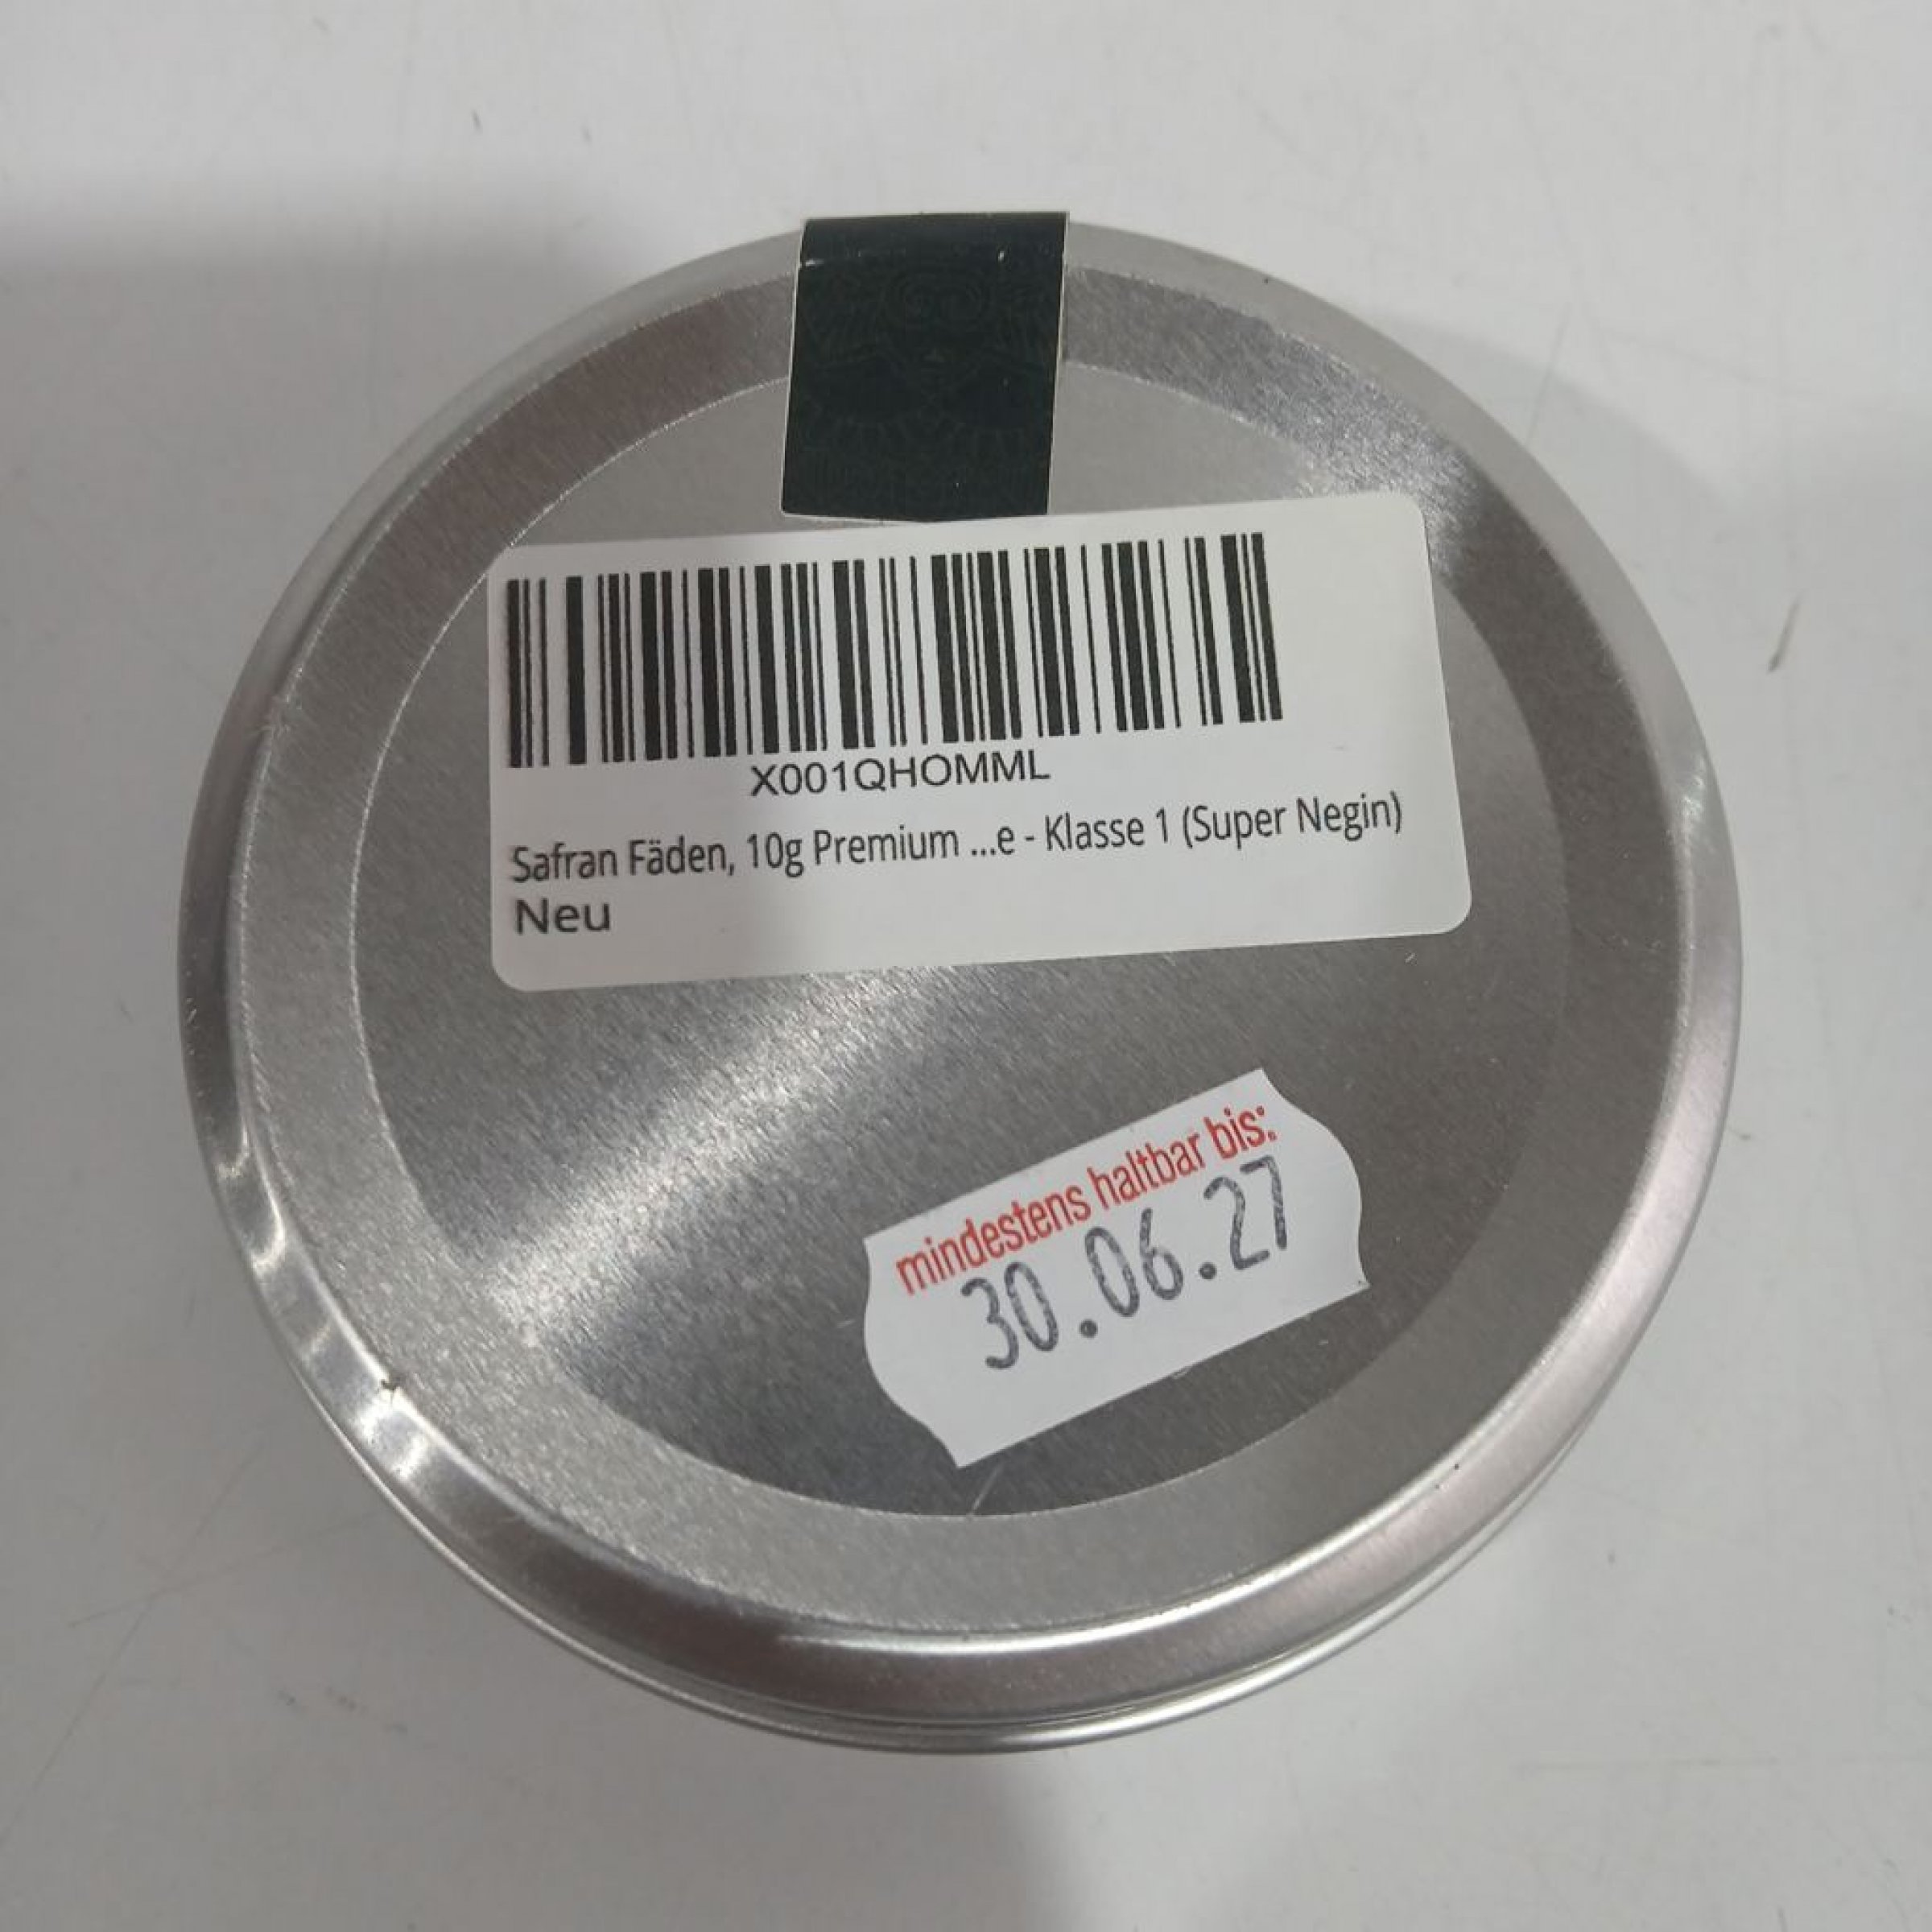 X001QHOMML
Safran Fäden, 10g Premium ...e - Klasse 1 (Super Negin)
Neu
mindestens haltbar bis:
30.06.27